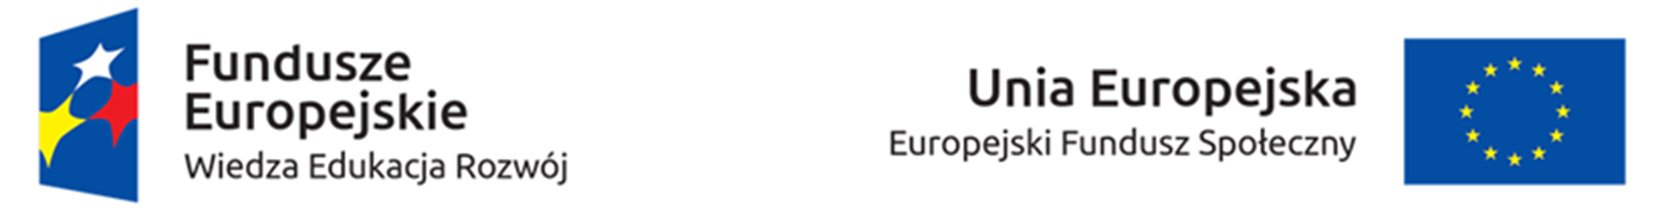 Fundusze
Europejskie
Wiedza Edukacja Rozwój
Unia Europejska
Europejski Fundusz Społeczny